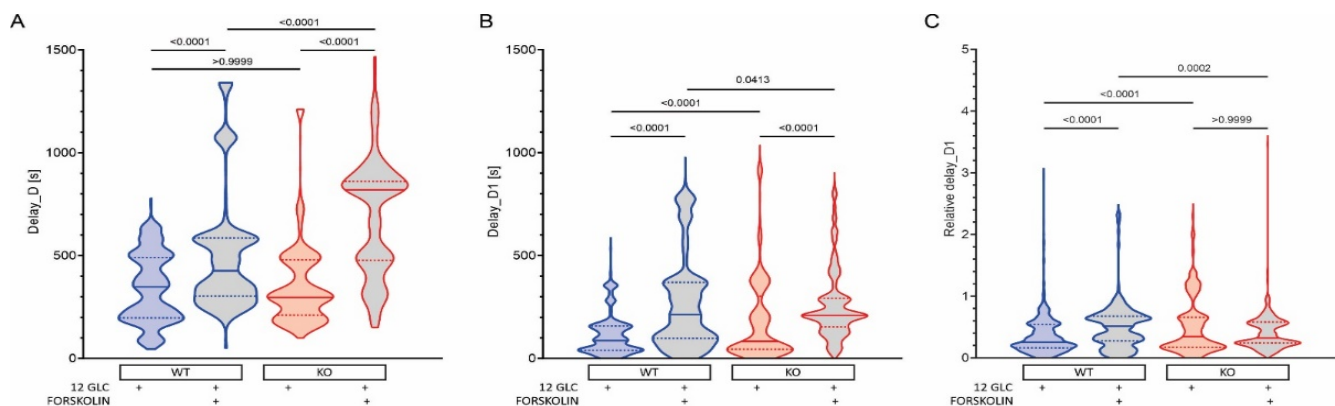 A
B
C
<0.0001
<0.0001
<0.0001
>0.9999
1500
1000
500
0
Delay_D [s]
WT
KO
12 GLC + + + +
FORSKOLIN + +
0.0413
<0.0001
<0.0001
<0.0001
1500
1000
500
0
Delay_D1 [s]
WT
KO
12 GLC + + + +
FORSKOLIN + +
0.0002
<0.0001
<0.0001
>0.9999
5
4
3
2
1
0
Relative delay_D1
WT
KO
12 GLC + + + +
FORSKOLIN + +